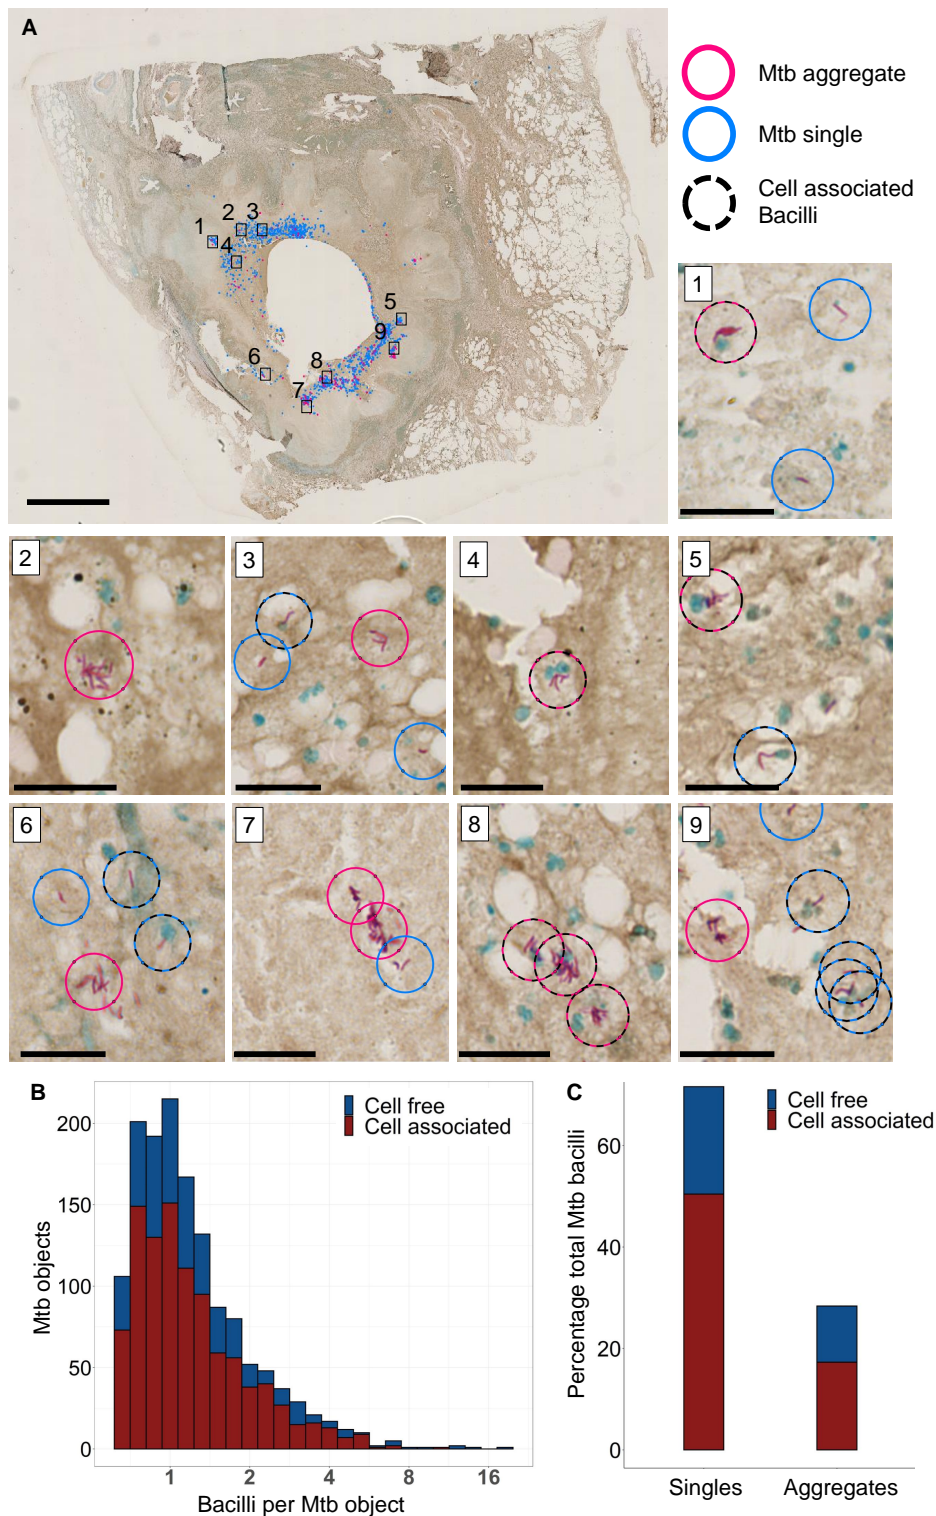 A
Mtb aggregate
Mtb single
Cell associated
Bacilli
1
2
3
4
5
6
7
8
9
1
2
3
4
5
6
7
8
9
B
Cell free
Cell associated
Mtb objects
200
150
100
50
0
1
2
4
8
16
Bacilli per Mtb object
C
Cell free
Cell associated
Percentage total Mtb bacilli
60
40
20
0
Singles
Aggregates